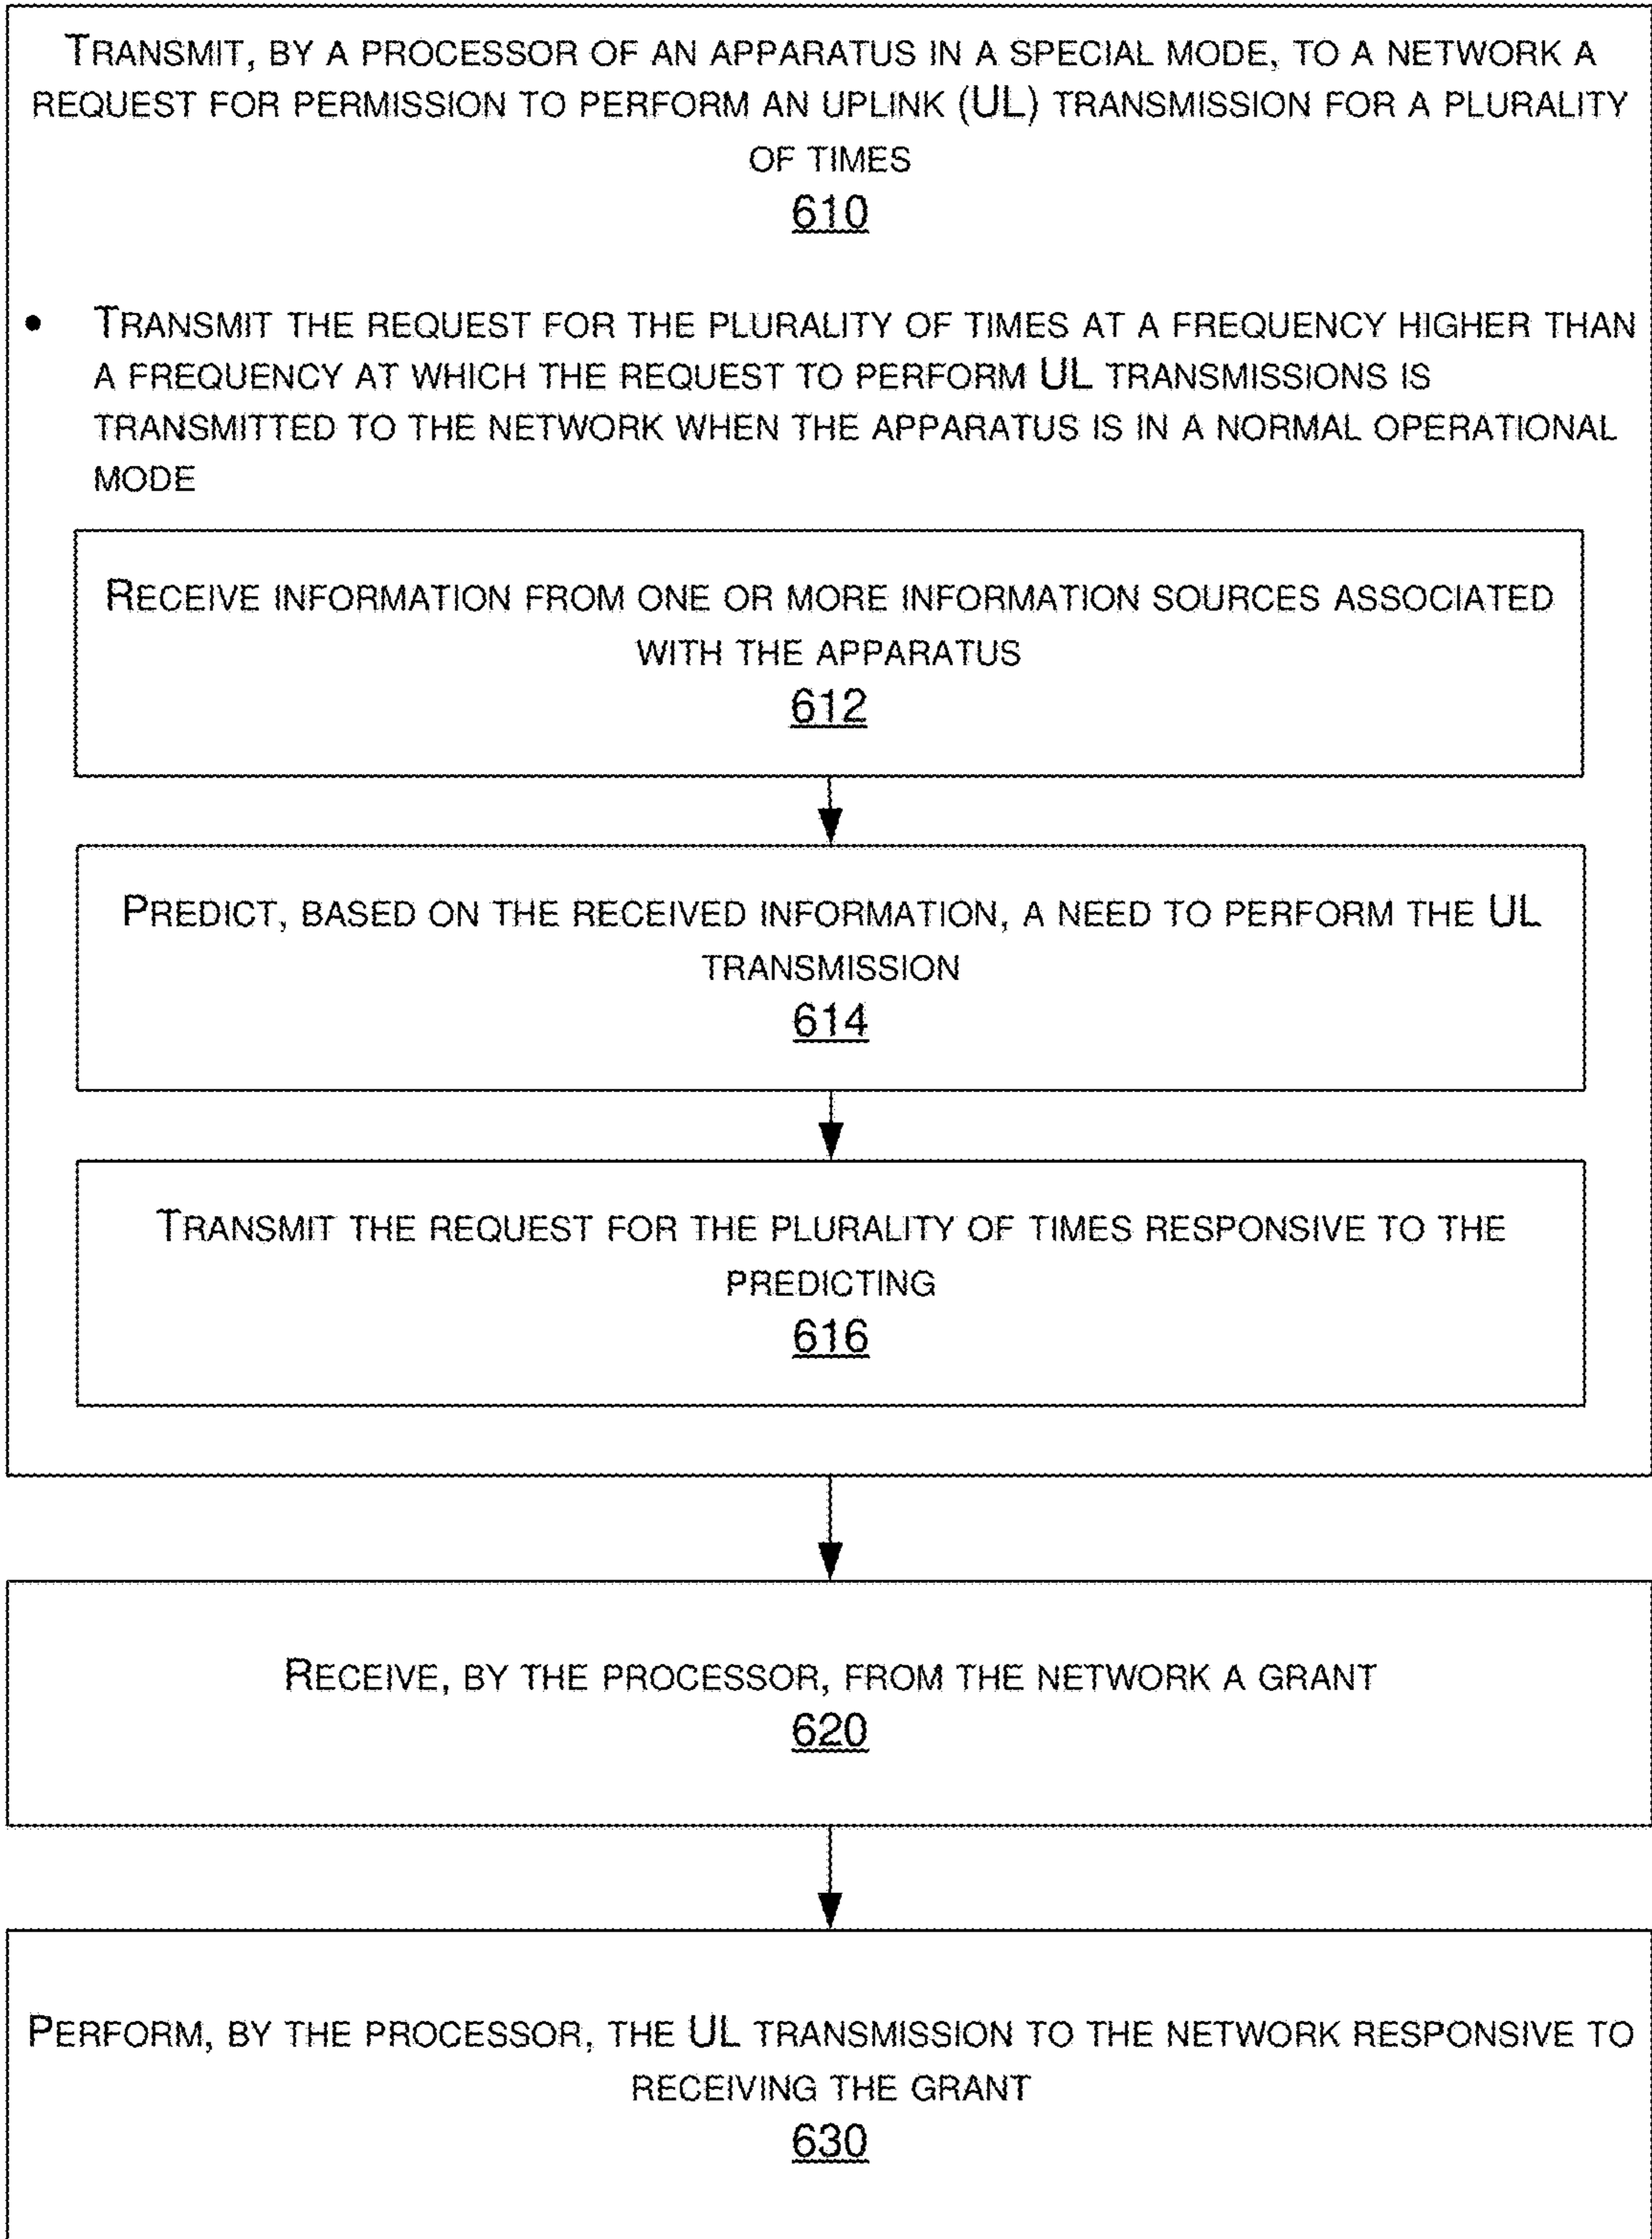 TRANSMIT, BY A PROCESSOR OF AN APPARATUS IN A SPECIAL MODE, TO A NETWORK A
REQUEST FOR PERMISSION TO PERFORM AN UPLINK (UL) TRANSMISSION FOR A PLURALITY
OF TIMES
610
• TRANSMIT THE REQUEST FOR THE PLURALITY OF TIMES AT A FREQUENCY HIGHER THAN
A FREQUENCY AT WHICH THE REQUEST TO PERFORM UL TRANSMISSIONS IS
TRANSMITTED TO THE NETWORK WHEN THE APPARATUS IS IN A NORMAL OPERATIONAL
MODE
RECEIVE INFORMATION FROM ONE OR MORE INFORMATION SOURCES ASSOCIATED
WITH THE APPARATUS
612
PREDICT, BASED ON THE RECEIVED INFORMATION, A NEED TO PERFORM THE UL
TRANSMISSION
614
TRANSMIT THE REQUEST FOR THE PLURALITY OF TIMES RESPONSIVE TO THE
PREDICTING
616
RECEIVE, BY THE PROCESSOR, FROM THE NETWORK A GRANT
620
PERFORM, BY THE PROCESSOR, THE UL TRANSMISSION TO THE NETWORK RESPONSIVE TO
RECEIVING THE GRANT
630